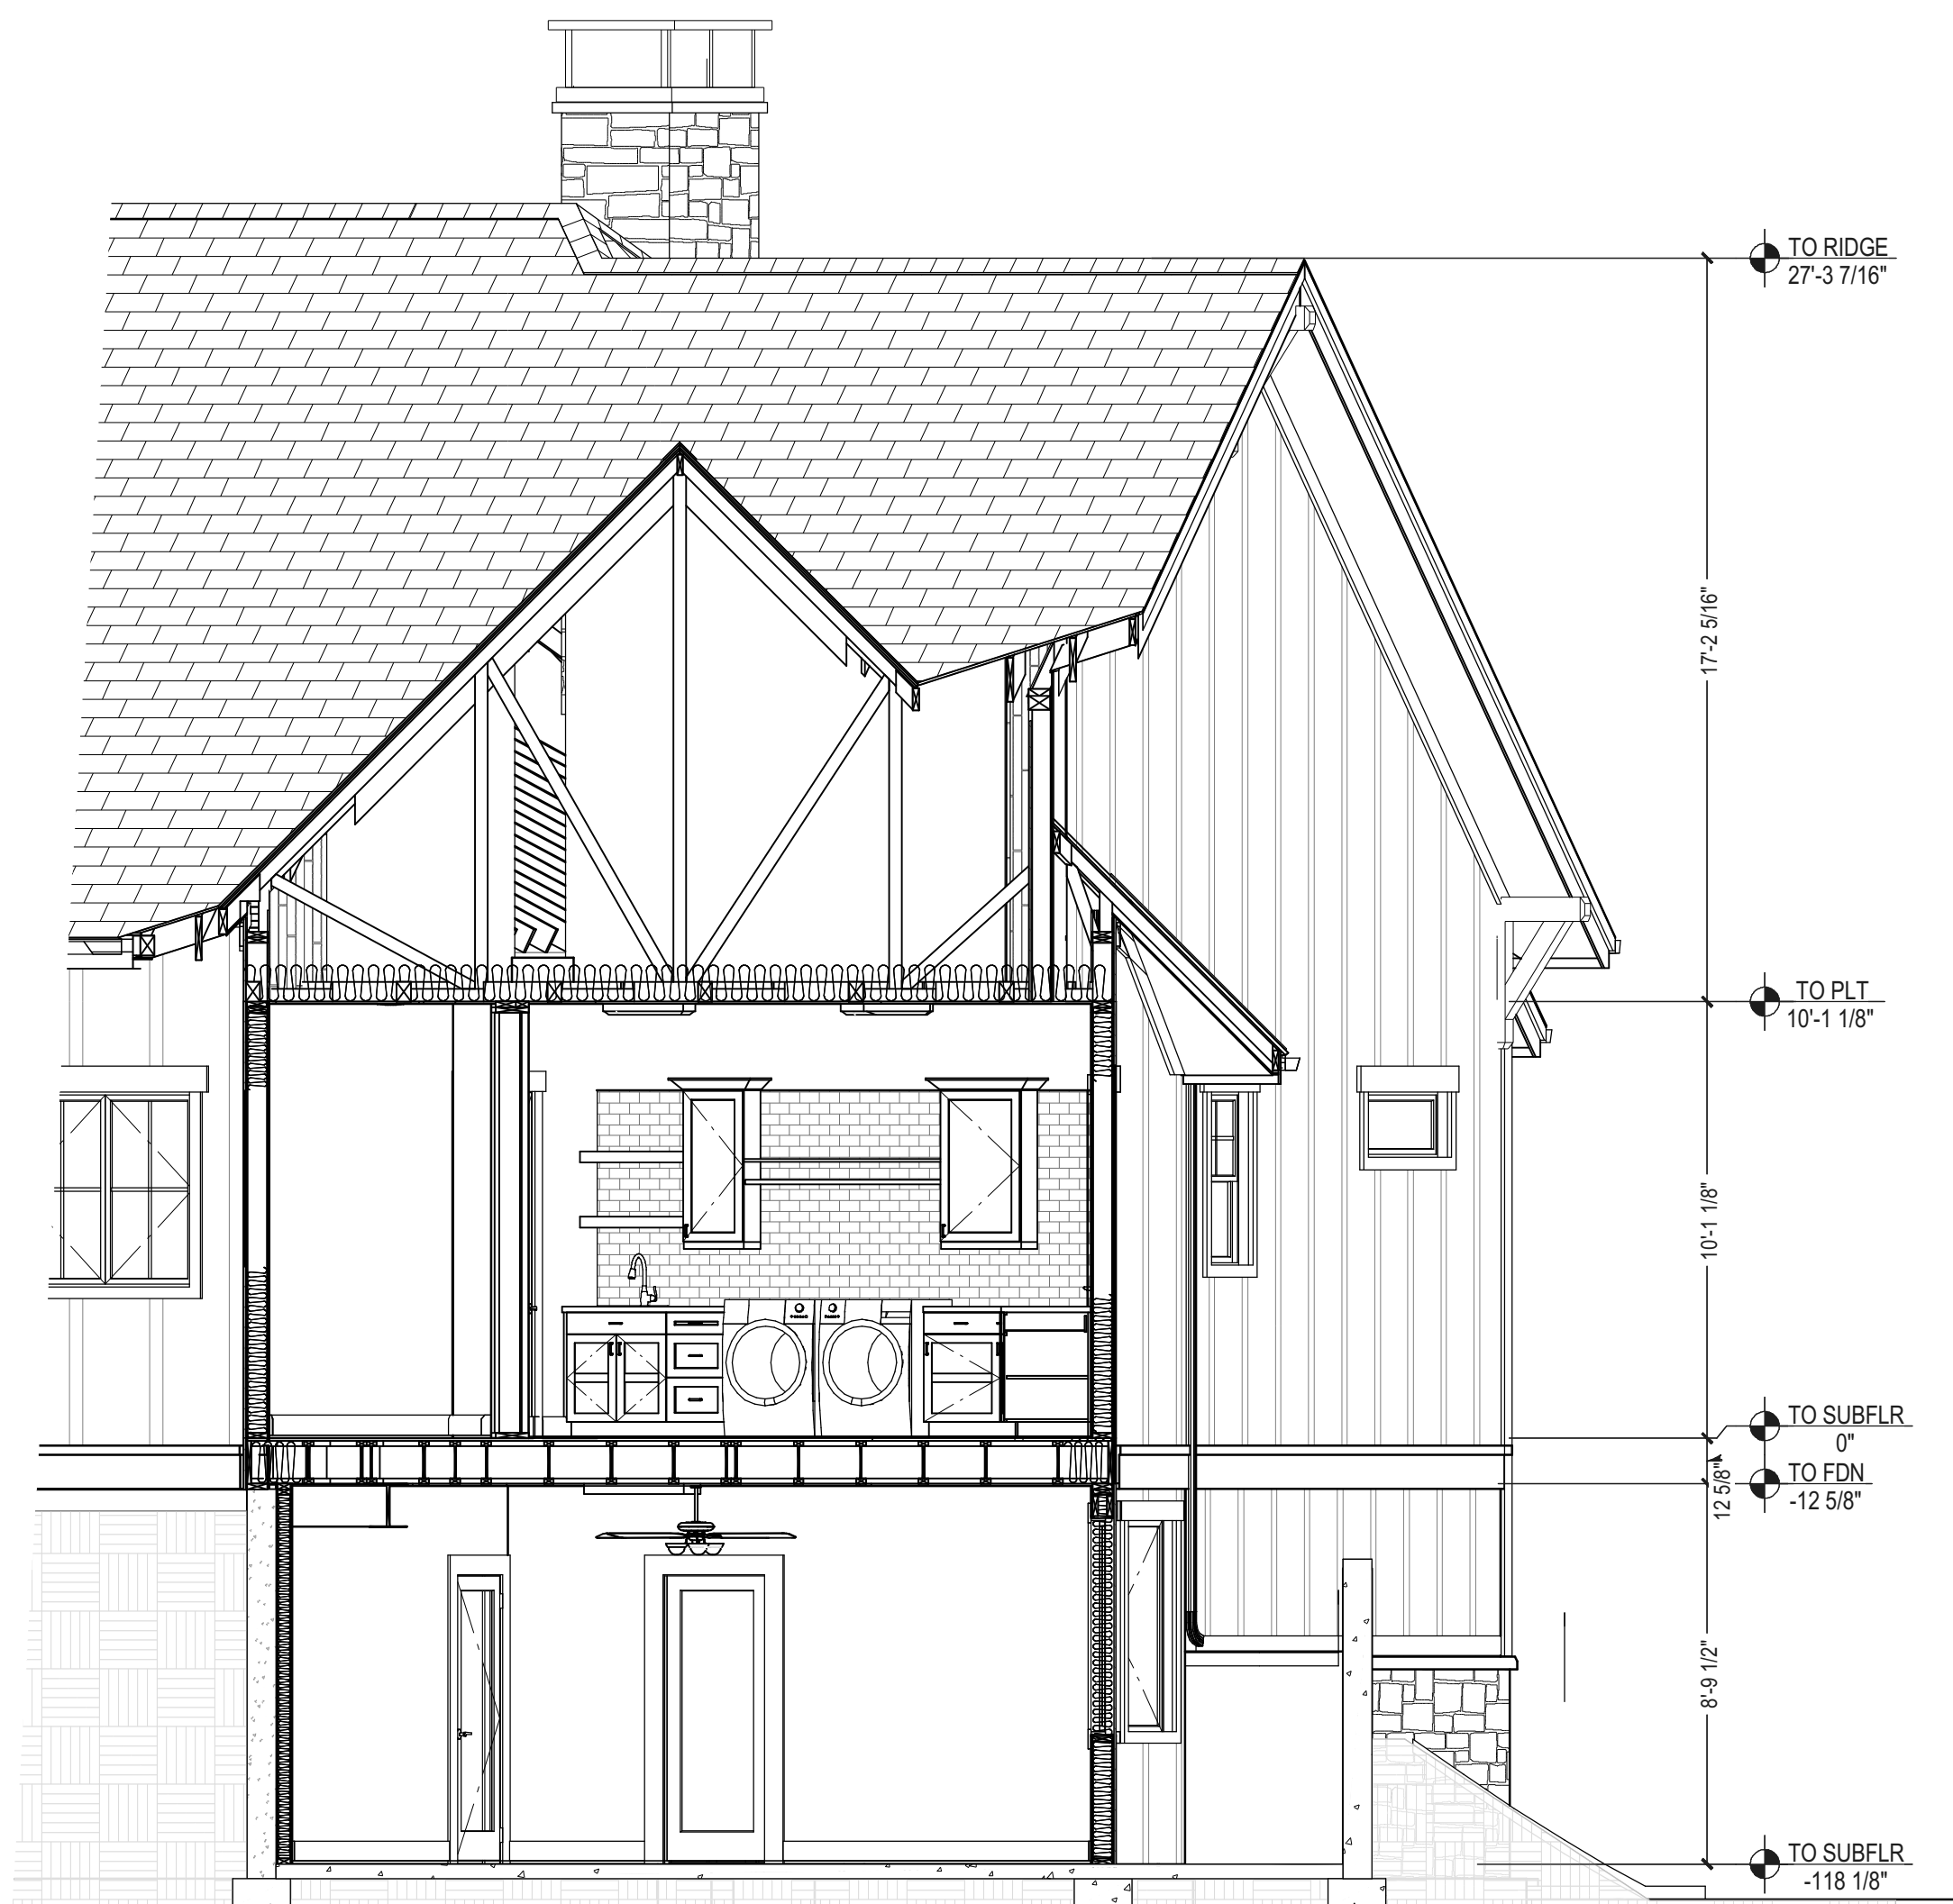 TO RIDGE
27'-3 7/16"
17'-2 5/16"
TO PLT
10'-1 1/8"
10'-1 1/8"
TO SUBFLR
0"
12 5/8"
TO FDN
-12 5/8"
8'-9 1/2"
TO SUBFLR
-118 1/8"